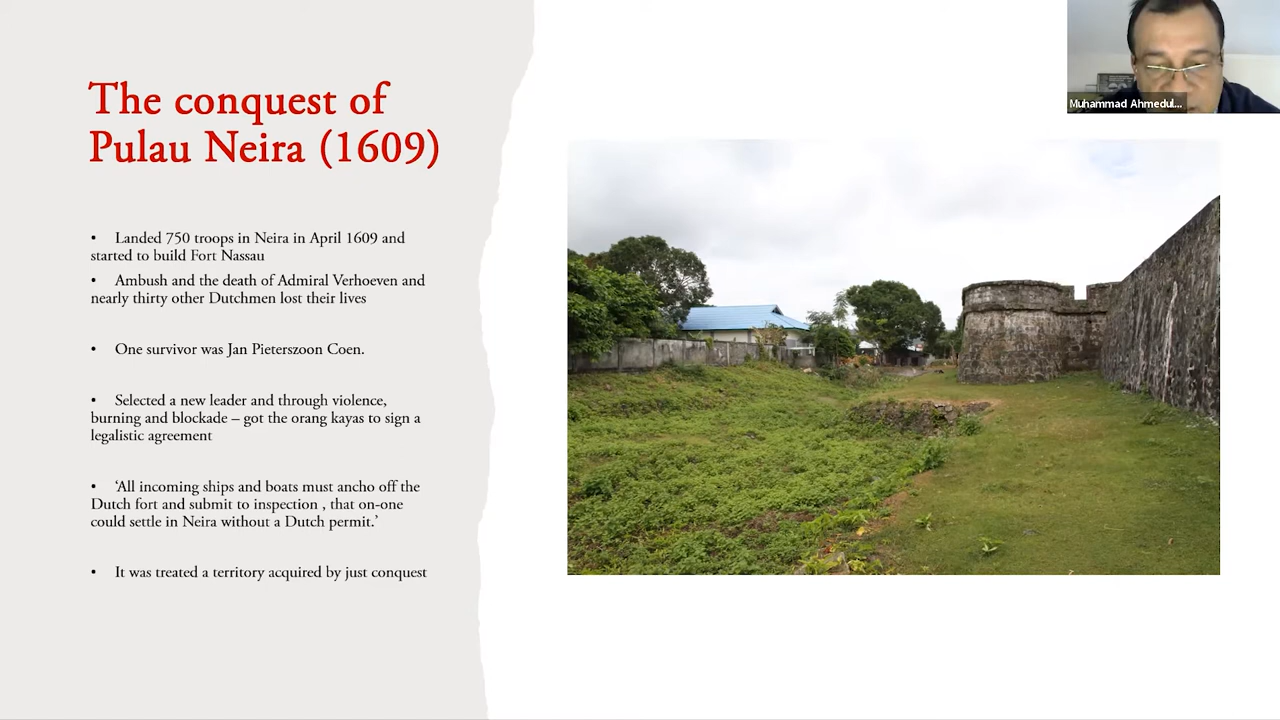 The conquest of
Pulau Neira (1609)
• Landed 750 troops in Neira in April 1609 and
started to build Fort Nassau
• Ambush and the death of Admiral Verhoeven and
nearly thirty other Dutchmen lost their lives
• One survivor was Jan Pieterszoon Coen.
• Selected a new leader and through violence,
burning and blockade – got the orang kayas to sign a
legalistic agreement
• ‘All incoming ships and boats must ancho off the
Dutch fort and submit to inspection , that on-one
could settle in Neira without a Dutch permit.’
• It was treated a territory acquired by just conquest
Muhammad Ahmedul...